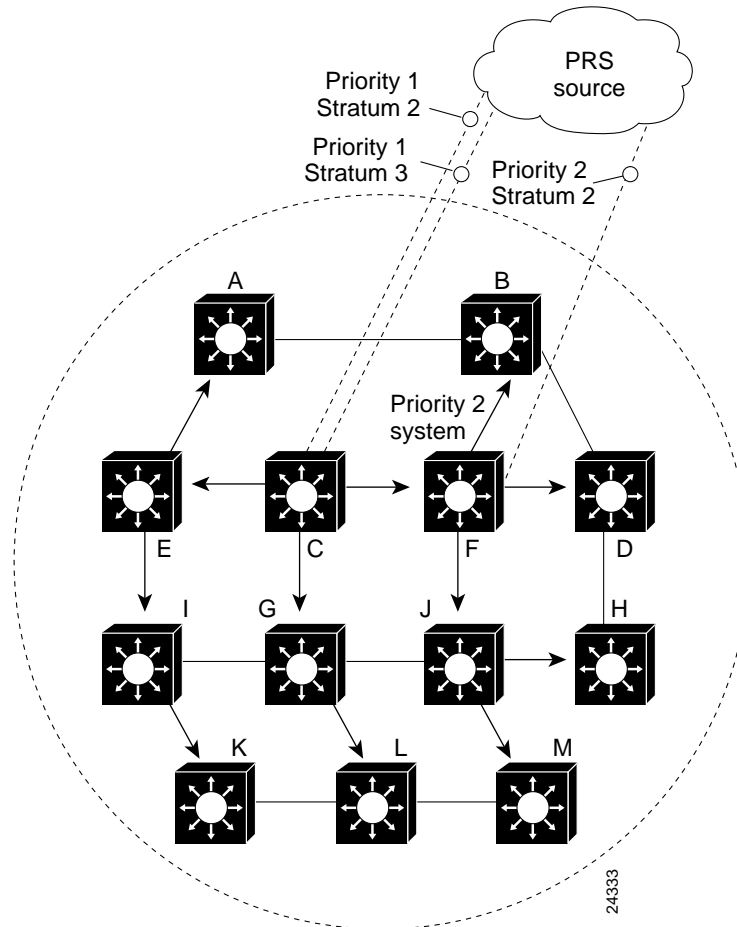 PRS
source
Priority 1
Stratum 2
Priority 1
Stratum 3
Priority 2
Stratum 2
A
B
Priority 2
system
E
C
F
D
I
G
J
H
K
L
M
24333